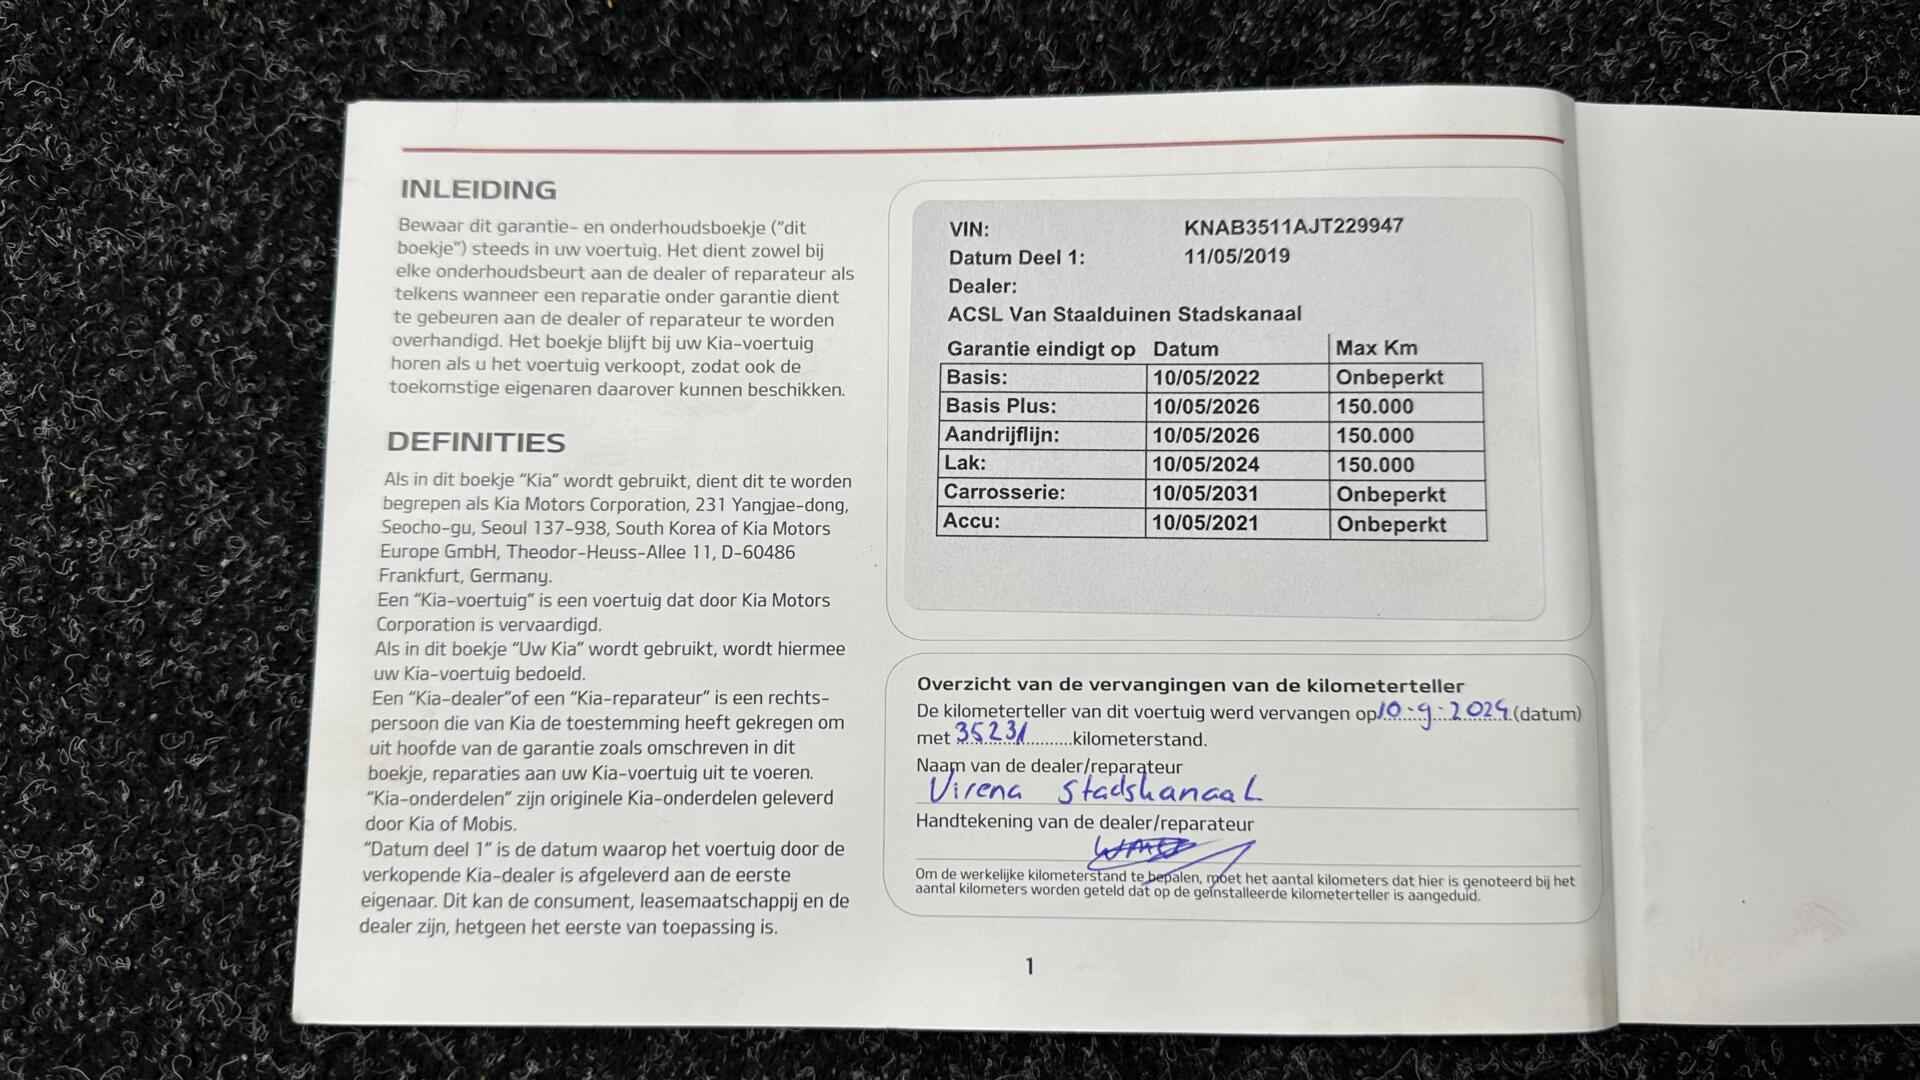 INLEIDING
Bewaar dit garantie- en onderhoudsboekje ("dit
boekje") steeds in uw voertuig. Het dient zowel bij
elke onderhoudsbeurt aan de dealer of reparateur als
telkens wanneer een reparatie onder garantie dient
te gebeuren aan de dealer of reparateur te worden
overhandigd. Het boekje blijft bij uw Kia-voertuig
horen als u het voertuig verkoopt, zodat ook de
toekomstige eigenaren daarover kunnen beschikken.
DEFINITIES
Als in dit boekje "Kia" wordt gebruikt, dient dit te worden
begrepen als Kia Motors Corporation, 231 Yangjae-dong,
Seocho-gu, Seoul 137-938, South Korea of Kia Motors
Europe GmbH, Theodor-Heuss-Allee 11, D-60486
Frankfurt, Germany.
Een "Kia-voertuig" is een voertuig dat door Kia Motors
Corporation is vervaardigd.
Als in dit boekje "Uw Kia" wordt gebruikt, wordt hiermee
uw Kia-voertuig bedoeld.
Een "Kia-dealer"of een "Kia-reparateur" is een rechts-
persoon die van Kia de toestemming heeft gekregen om
uit hoofde van de garantie zoals omschreven in dit
boekje, reparaties aan uw Kia-voertuig uit te voeren.
"Kia-onderdelen" zijn originele Kia-onderdelen geleverd
door Kia of Mobis.
"Datum deel 1" is de datum waarop het voertuig door de
verkopende Kia-dealer is afgeleverd aan de eerste
eigenaar. Dit kan de consument, leasemaatschappij en de
dealer zijn, hetgeen het eerste van toepassing is.
VIN: KNAB3511AJT229947
Datum Deel 1: 11/05/2019
Dealer:
ACSL Van Staalduinen Stadskanaal
Garantie eindigt op Datum Max Km
Basis: 10/05/2022 Onbeperkt
Basis Plus: 10/05/2026 150.000
Aandrijflijn: 10/05/2026 150.000
Lak: 10/05/2024 150.000
Carrosserie: 10/05/2031 Onbeperkt
Accu: 10/05/2021 Onbeperkt
Overzicht van de vervangingen van de kilometerteller
De kilometerteller van dit voertuig werd vervangen op 10-9-2024 (datum)
met 35231 kilometerstand.
Naam van de dealer/reparateur
Virena Stadskanaal
Handtekening van de dealer/reparateur
Om de werkelijke kilometerstand te bepalen, moet het aantal kilometers dat hier is genoteerd bij het
aantal kilometers worden geteld dat op de geïnstalleerde kilometerteller is aangeduid.
1